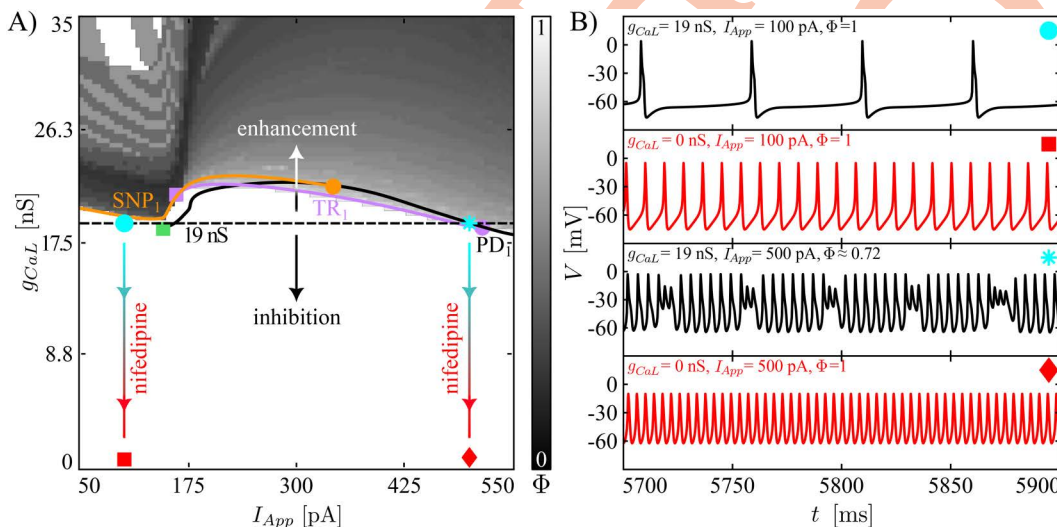 A)
35
26.3
17.5
8.8
0
g_CaL [nS]
enhancement
SNP₁
TR₁
19 nS
PD₁̅
inhibition
nifedipine
nifedipine
50
175
300
425
550
I_App [pA]
1
0
Φ
B)
g_CaL = 19 nS, I_App = 100 pA, Φ=1
0
-30
-60
g_CaL = 0 nS, I_App = 100 pA, Φ=1
0
-30
-60
g_CaL = 19 nS, I_App = 500 pA, Φ ≈ 0.72
0
-30
-60
g_CaL = 0 nS, I_App = 500 pA, Φ=1
0
-30
-60
V [mV]
5700
5750
5800
5850
5900
t [ms]